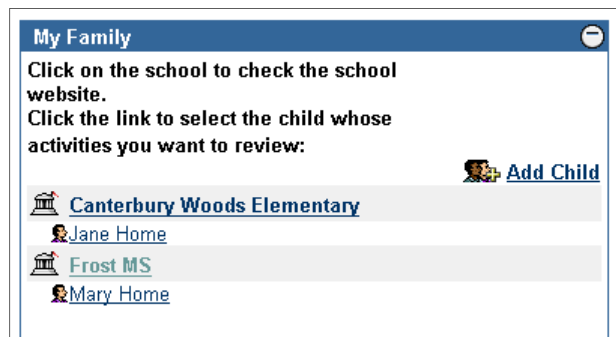 My Family
Click on the school to check the school
website.
Click the link to select the child whose
activities you want to review:
Add Child
Canterbury Woods Elementary
Jane Home
Frost MS
Mary Home